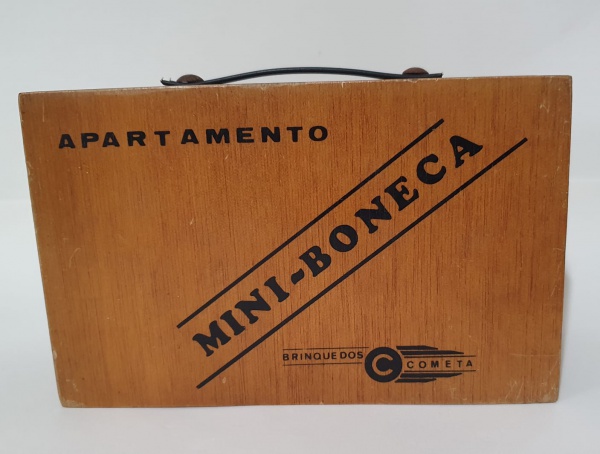 APARTAMENTO
MINI-BONECA
BRINQUEDOS C COMETA